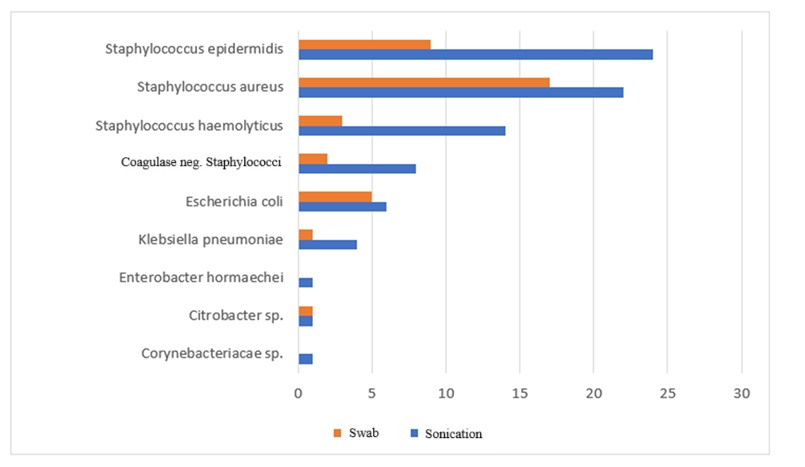 Staphylococcus epidermidis
Staphylococcus aureus
Staphylococcus haemolyticus
Coagulase neg. Staphylococci
Escherichia coli
Klebsiella pneumoniae
Enterobacter hormaechei
Citrobacter sp.
Corynebacteriacae sp.
0 5 10 15 20 25 30
Swab Sonication